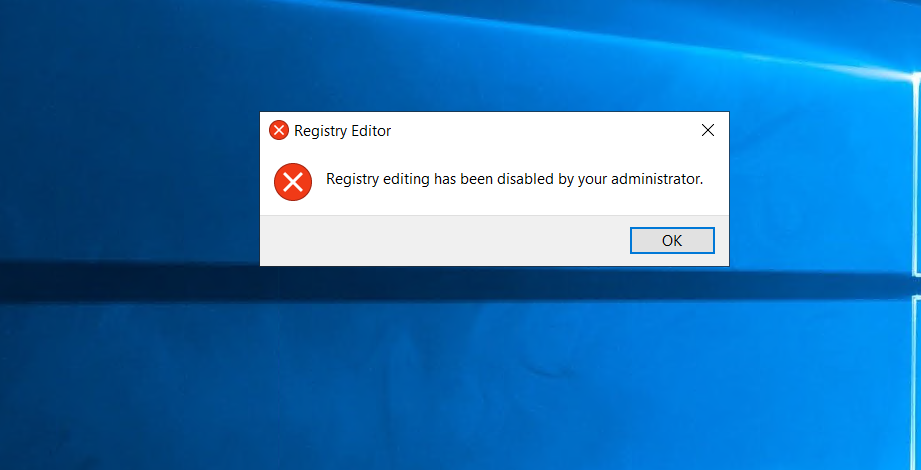 Registry Editor
Registry editing has been disabled by your administrator.
OK